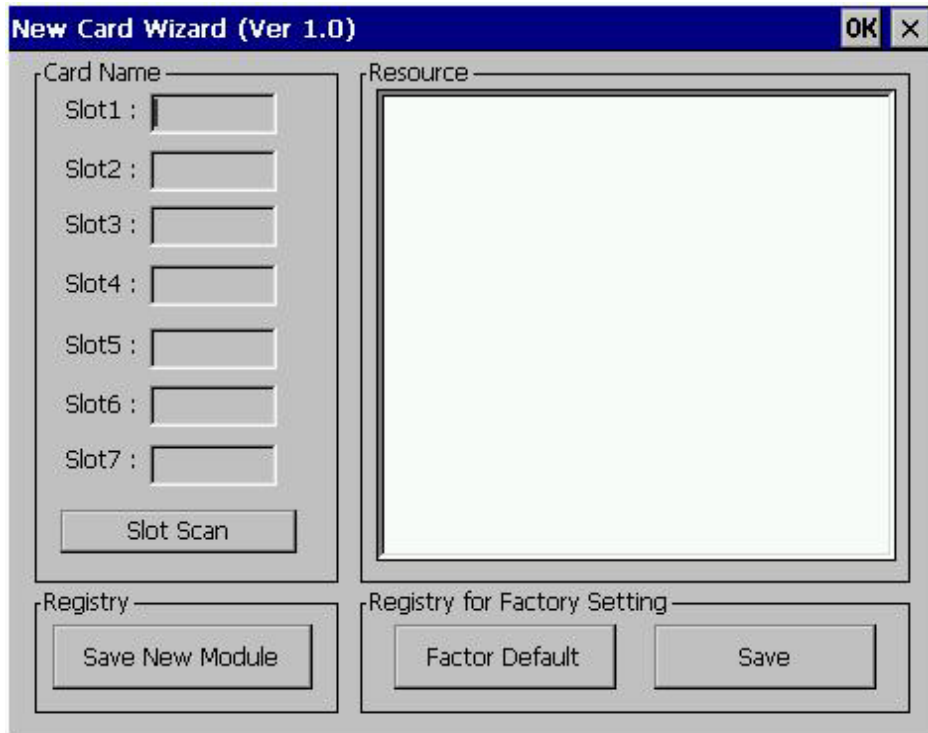 New Card Wizard (Ver 1.0) OK ×
Card Name
Slot1 :
Slot2 :
Slot3 :
Slot4 :
Slot5 :
Slot6 :
Slot7 :
Slot Scan
Resource
Registry
Save New Module
Registry for Factory Setting
Factor Default
Save